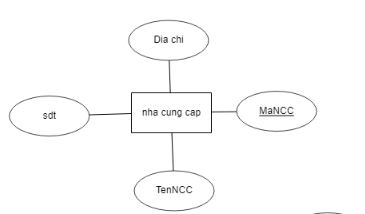 Dia chi
sdt
nha cung cap
MaNCC
TenNCC